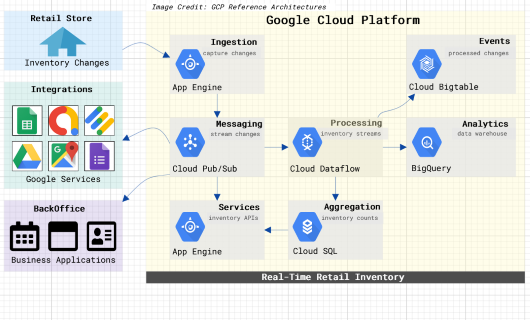 Image Credit: GCP Reference Architectures
Google Cloud Platform
Retail Store
Inventory Changes
Integrations
Google Services
BackOffice
Business Applications
Ingestion
capture changes
App Engine
Messaging
stream changes
Cloud Pub/Sub
Processing
inventory streams
Cloud Dataflow
Events
processed changes
Cloud Bigtable
Analytics
data warehouse
BigQuery
Services
inventory APIs
App Engine
Aggregation
inventory counts
Cloud SQL
Real-Time Retail Inventory